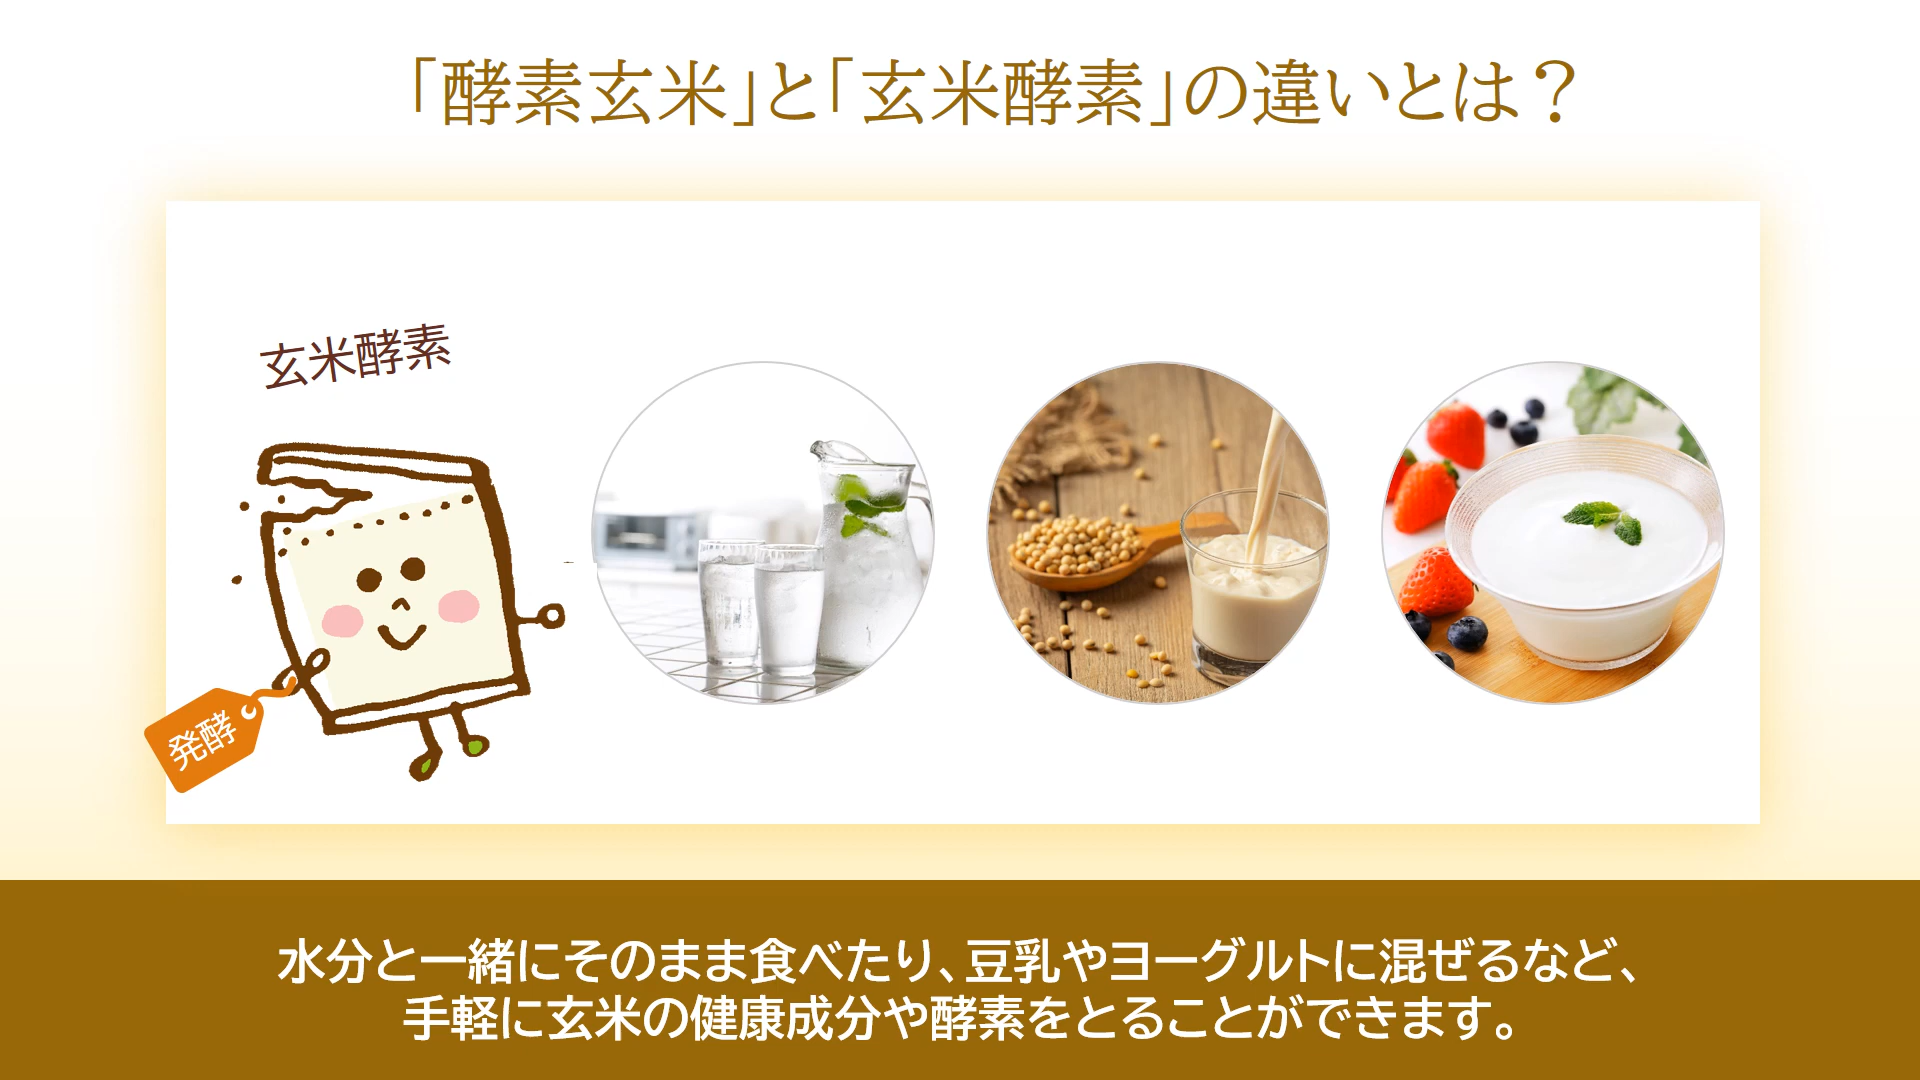 「酵素玄米」と「玄米酵素」の違いとは？
玄米酵素
発酵
水分と一緒にそのまま食べたり、豆乳やヨーグルトに混ぜるなど、
手軽に玄米の健康成分や酵素をとることができます。